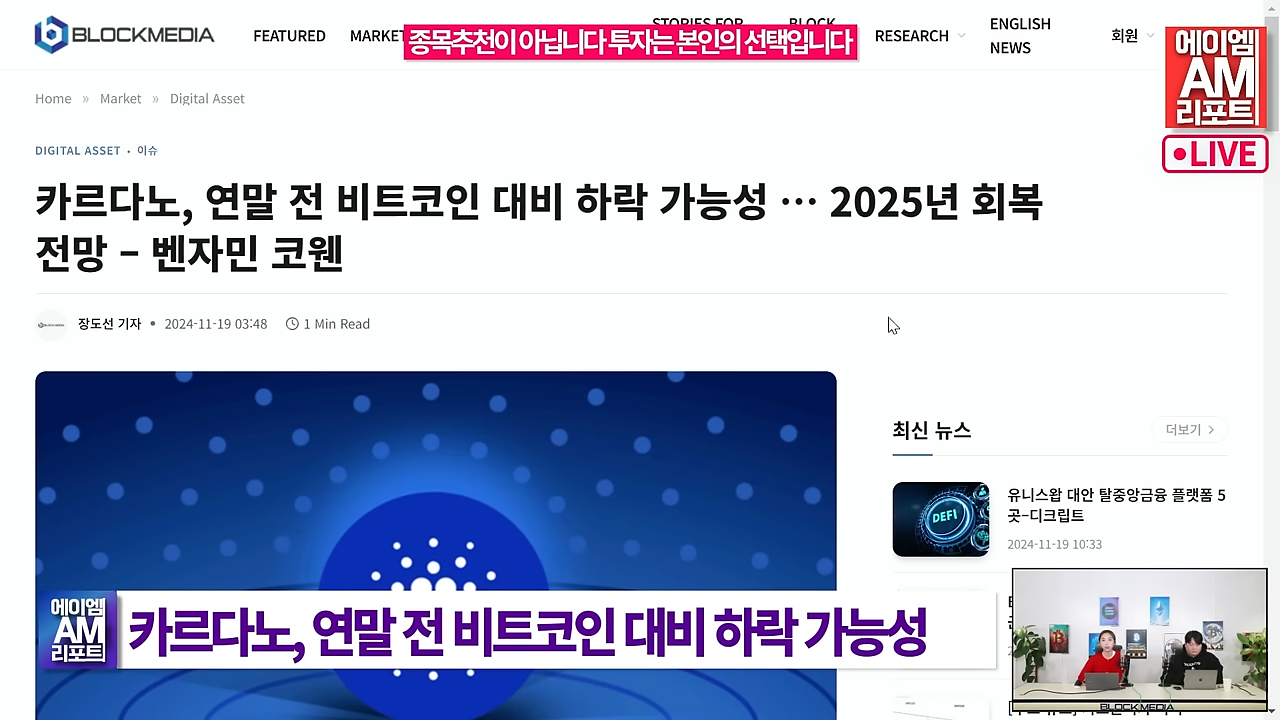 BLOCKMEDIA
FEATURED
MARKET
STORIES FOR
BLOCK
RESEARCH
ENGLISH
NEWS
회원
종목추천이 아닙니다 투자는 본인의 선택입니다
에이엠
AM
리포트
LIVE
Home » Market » Digital Asset
DIGITAL ASSET • 이슈
카르다노, 연말 전 비트코인 대비 하락 가능성 … 2025년 회복
전망 – 벤자민 코웬
장도선 기자 • 2024-11-19 03:48 1 Min Read
최신 뉴스
더보기
DEFI
유니스왑 대안 탈중앙금융 플랫폼 5
곳–디크립트
2024-11-19 10:33
에이엠
AM
리포트
카르다노, 연말 전 비트코인 대비 하락 가능성
BLOCKMEDIA